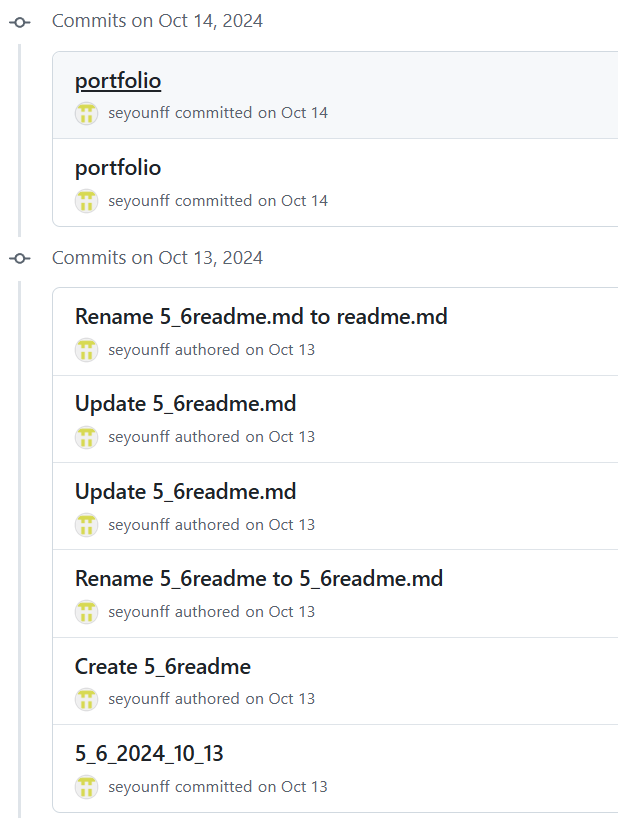 Commits on Oct 14, 2024
portfolio
seyounff committed on Oct 14
portfolio
seyounff committed on Oct 14
Commits on Oct 13, 2024
Rename 5_6readme.md to readme.md
seyounff authored on Oct 13
Update 5_6readme.md
seyounff authored on Oct 13
Update 5_6readme.md
seyounff authored on Oct 13
Rename 5_6readme to 5_6readme.md
seyounff authored on Oct 13
Create 5_6readme
seyounff authored on Oct 13
5_6_2024_10_13
seyounff committed on Oct 13